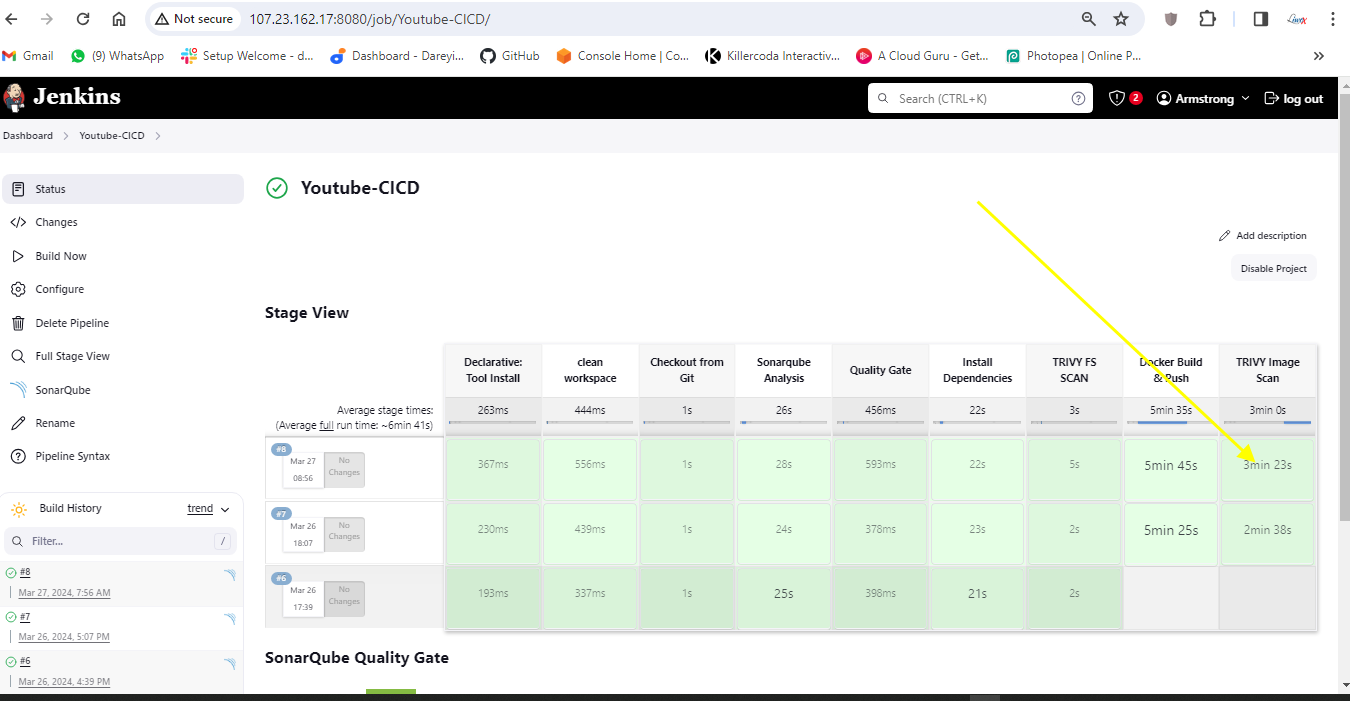 Not secure 107.23.162.17:8080/job/Youtube-CICD/
Gmail (9) WhatsApp Setup Welcome - d... Dashboard - Dareyi... GitHub Console Home | Co... Killercoda Interactiv... A Cloud Guru - Get... Photopea | Online P... »
Jenkins Search (CTRL+K) 2 Armstrong log out
Dashboard Youtube-CICD
Status
Changes
Build Now
Configure
Delete Pipeline
Full Stage View
SonarQube
Rename
Pipeline Syntax
Build History trend
Filter... /
#8
Mar 27, 2024, 7:56 AM
#7
Mar 26, 2024, 5:07 PM
#6
Mar 26, 2024, 4:39 PM
Youtube-CICD
Add description
Disable Project
Stage View
Declarative: Tool Install
clean workspace
Checkout from Git
Sonarqube Analysis
Quality Gate
Install Dependencies
TRIVY FS SCAN
Docker Build & Push
TRIVY Image Scan
Average stage times: 263ms 444ms 1s 26s 456ms 22s 3s 5min 35s 3min 0s
(Average full run time: ~6min 41s)
#8
Mar 27 08:56 No Changes 367ms 556ms 1s 28s 593ms 22s 5s 5min 45s 3min 23s
#7
Mar 26 18:07 No Changes 230ms 439ms 1s 24s 378ms 23s 2s 5min 25s 2min 38s
#6
Mar 26 17:39 No Changes 193ms 337ms 1s 25s 398ms 21s 2s
SonarQube Quality Gate